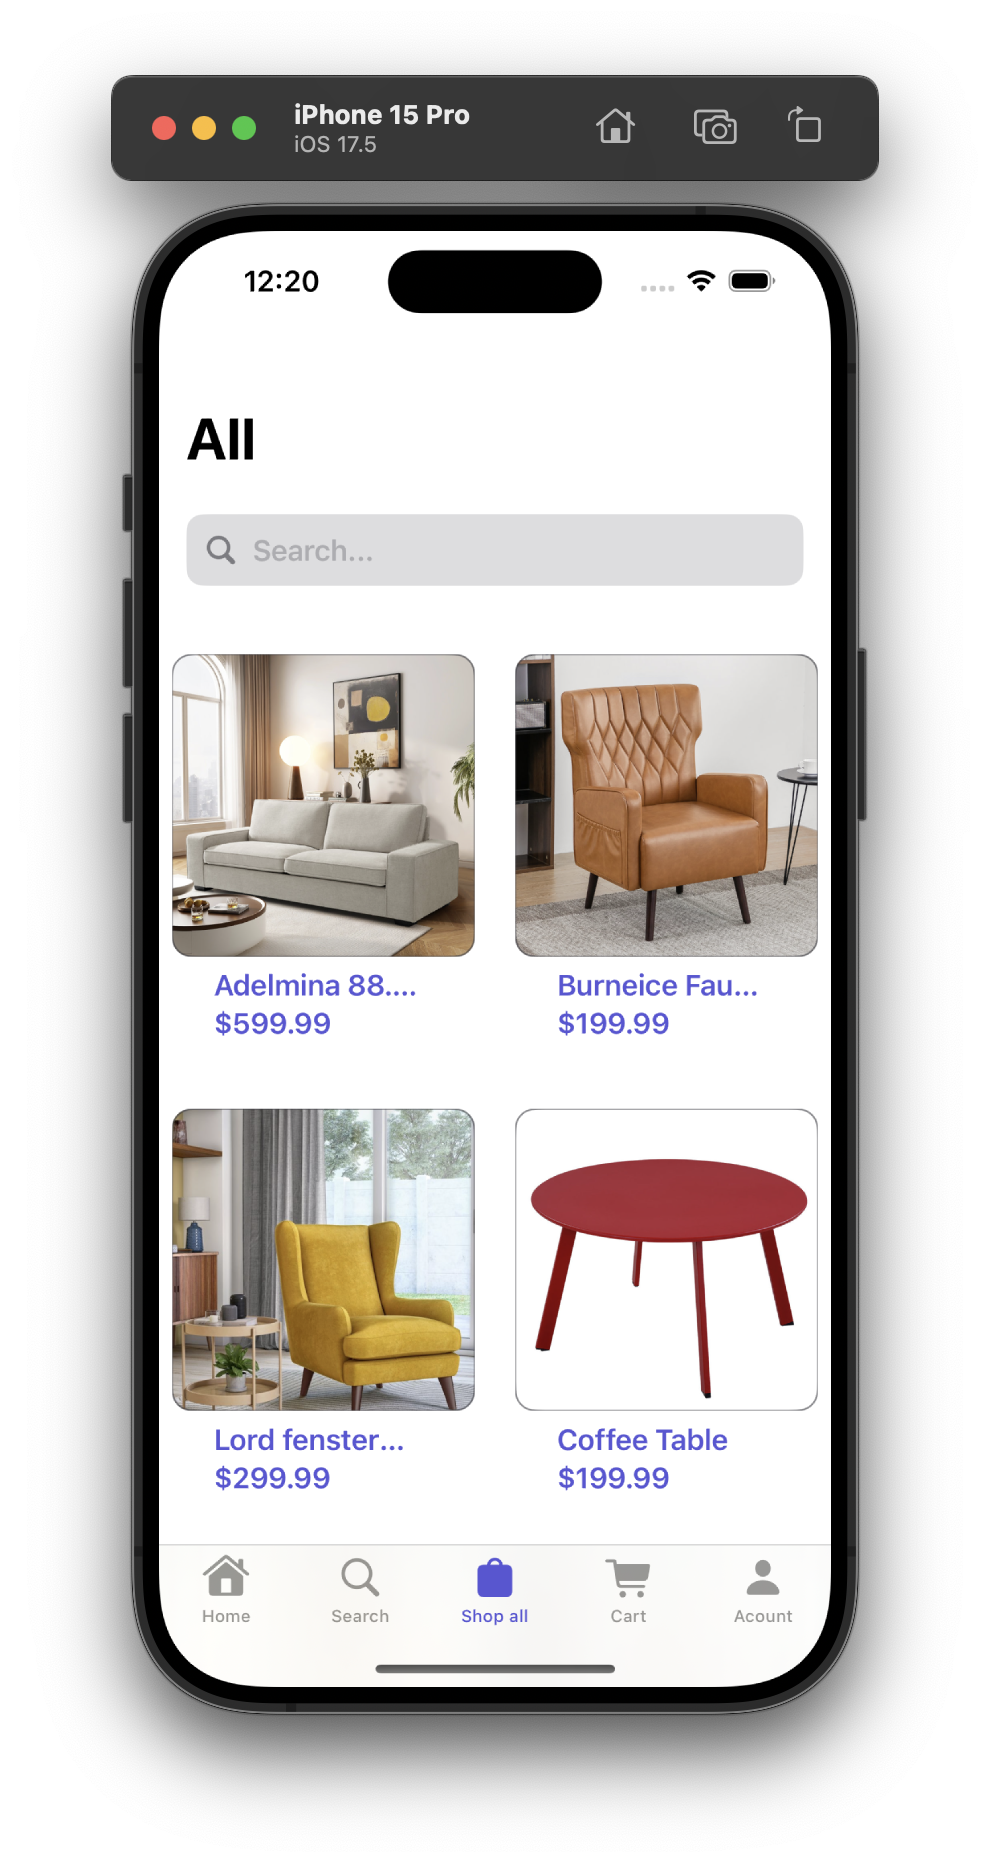 iPhone 15 Pro
iOS 17.5
12:20
All
Search...
Adelmina 88....
$599.99
Burneice Fau...
$199.99
Lord fenster...
$299.99
Coffee Table
$199.99
Home
Search
Shop all
Cart
Acount